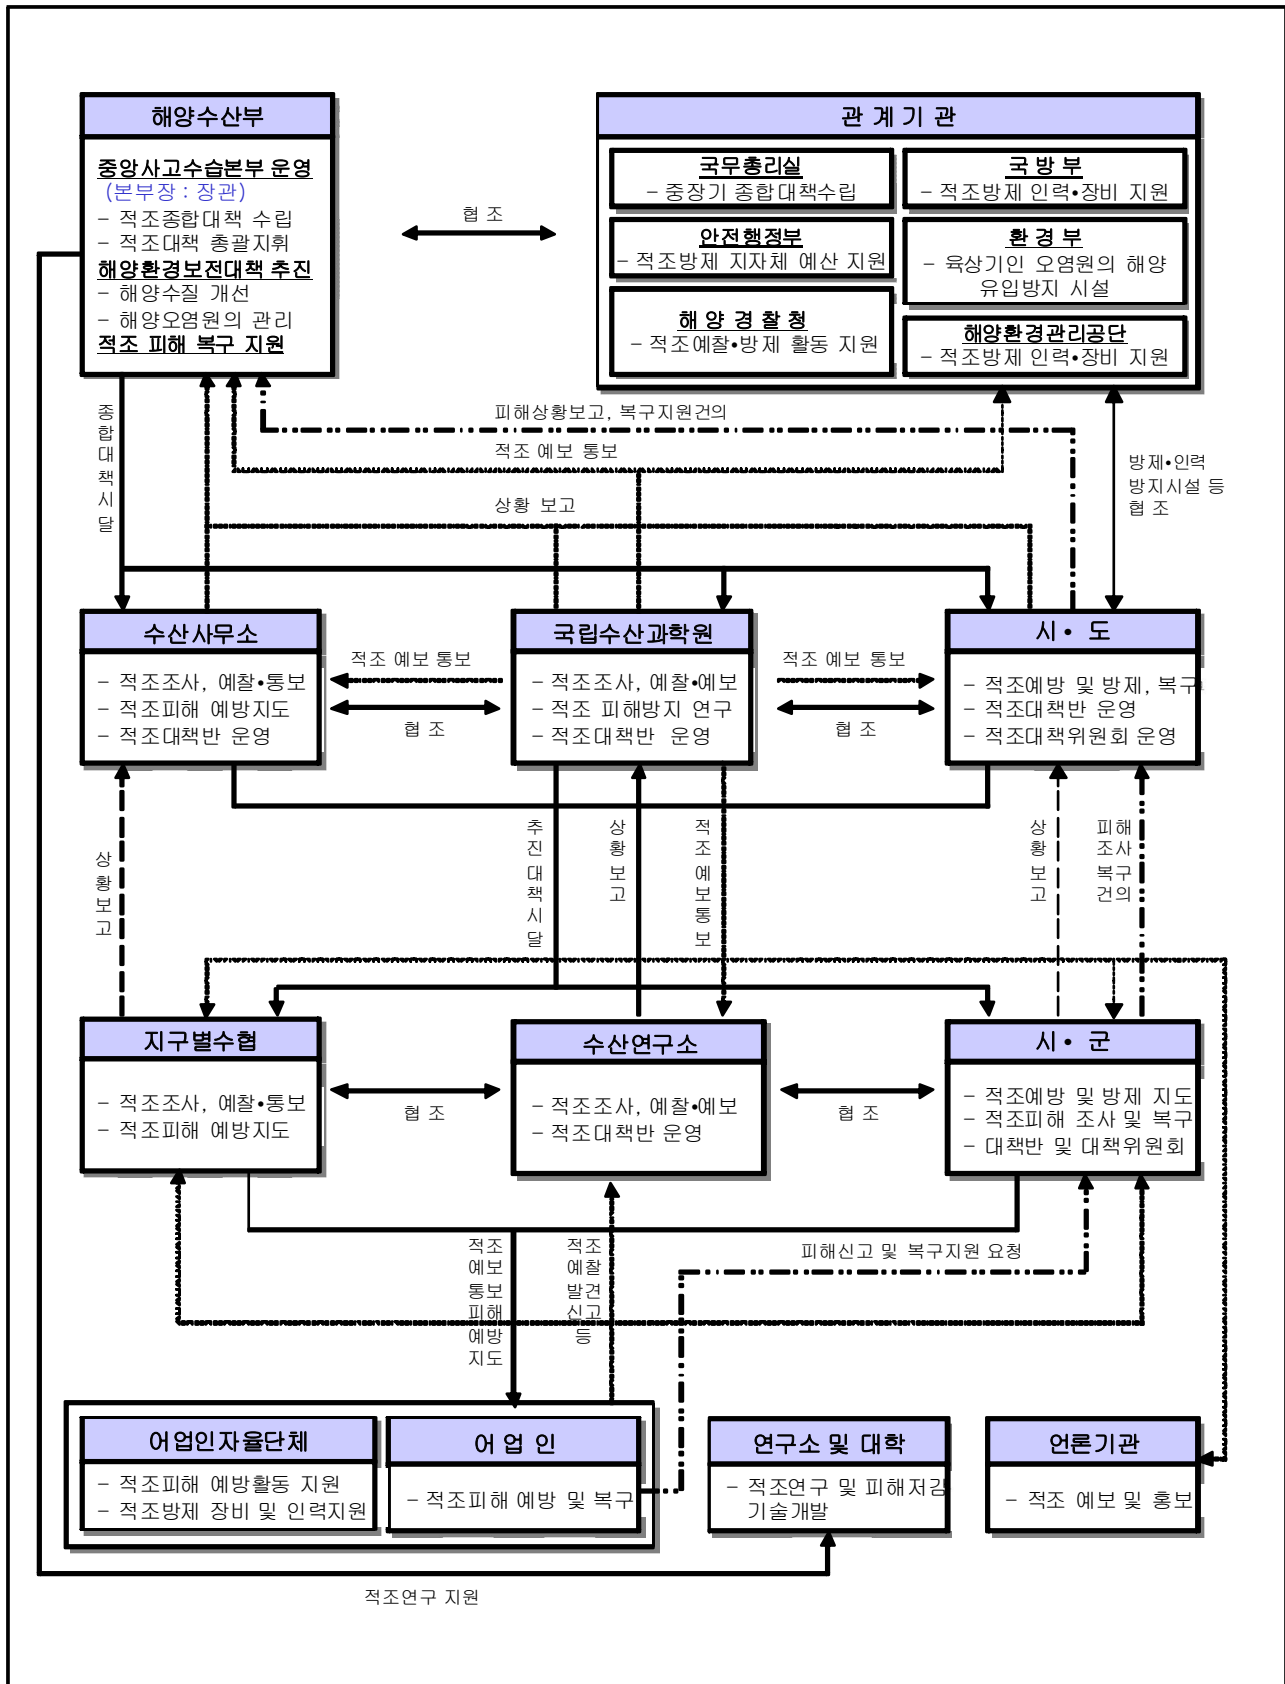 해양수산부
중앙사고수습본부 운영
(본부장 : 장관)
- 적조종합대책 수립
- 적조대책 총괄지휘
해양환경보전대책 추진
- 해양수질 개선
- 해양오염원의 관리
적조 피해 복구 지원
협 조
관 계 기 관
국무총리실
- 중장기 종합대책수립
국 방 부
- 적조방제 인력•장비 지원
안전행정부
- 적조방제 지자체 예산 지원
환 경 부
- 육상기인 오염원의 해양
유입방지 시설
해 양 경 찰 청
- 적조예찰•방제 활동 지원
해양환경관리공단
- 적조방제 인력•장비 지원
종
합
대
책
시
달
피해상황보고, 복구지원건의
적조 예보 통보
상황 보고
방제•인력
방지시설 등
협 조
수산사무소
- 적조조사, 예찰•통보
- 적조피해 예방지도
- 적조대책반 운영
적조 예보 통보
협 조
국립수산과학원
- 적조조사, 예찰•예보
- 적조 피해방지 연구
- 적조대책반 운영
적조 예보 통보
협 조
시 • 도
- 적조예방 및 방제, 복구
- 적조대책반 운영
- 적조대책위원회 운영
상
황
보
고
추
진
대
책
시
달
상
황
보
고
적
조
예
보
통
보
상
황
보
고
피해
조사
복구
건의
지구별수협
- 적조조사, 예찰•통보
- 적조피해 예방지도
협 조
수산연구소
- 적조조사, 예찰•예보
- 적조대책반 운영
협 조
시 • 군
- 적조예방 및 방제 지도
- 적조피해 조사 및 복구
- 대책반 및 대책위원회
적조
예보
통보
피해
예방
지도
적조
예찰
발견
신고
등
피해신고 및 복구지원 요청
어업인자율단체
- 적조피해 예방활동 지원
- 적조방제 장비 및 인력지원
어 업 인
- 적조피해 예방 및 복구
연구소 및 대학
- 적조연구 및 피해저감
기술개발
언론기관
- 적조 예보 및 홍보
적조연구 지원